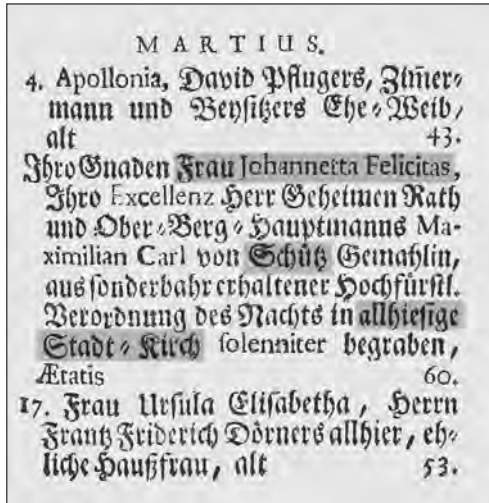 MARTIUS.
4. Apollonia, David Pflugers, Zim̃er⸗
mann und Beysitzers Ehe⸗Weib,
alt 43.
Ihro Gnaden Frau Johannetta Felicitas,
Ihro Excellenz Herr Geheimen Rath
und Ober⸗Berg⸗Hauptmanns Ma-
ximilian Carl von Schütz Gemahlin,
aus sonderbahr erhaltener Hochfürstl.
Verordnung des Nachts in allhiesige
Stadt⸗Kirch solenniter begraben,
Ætatis 60.
17. Frau Ursula Elisabetha, Herrn
Frantz Friderich Dörners allhier, eh⸗
liche Haußfrau, alt 53.